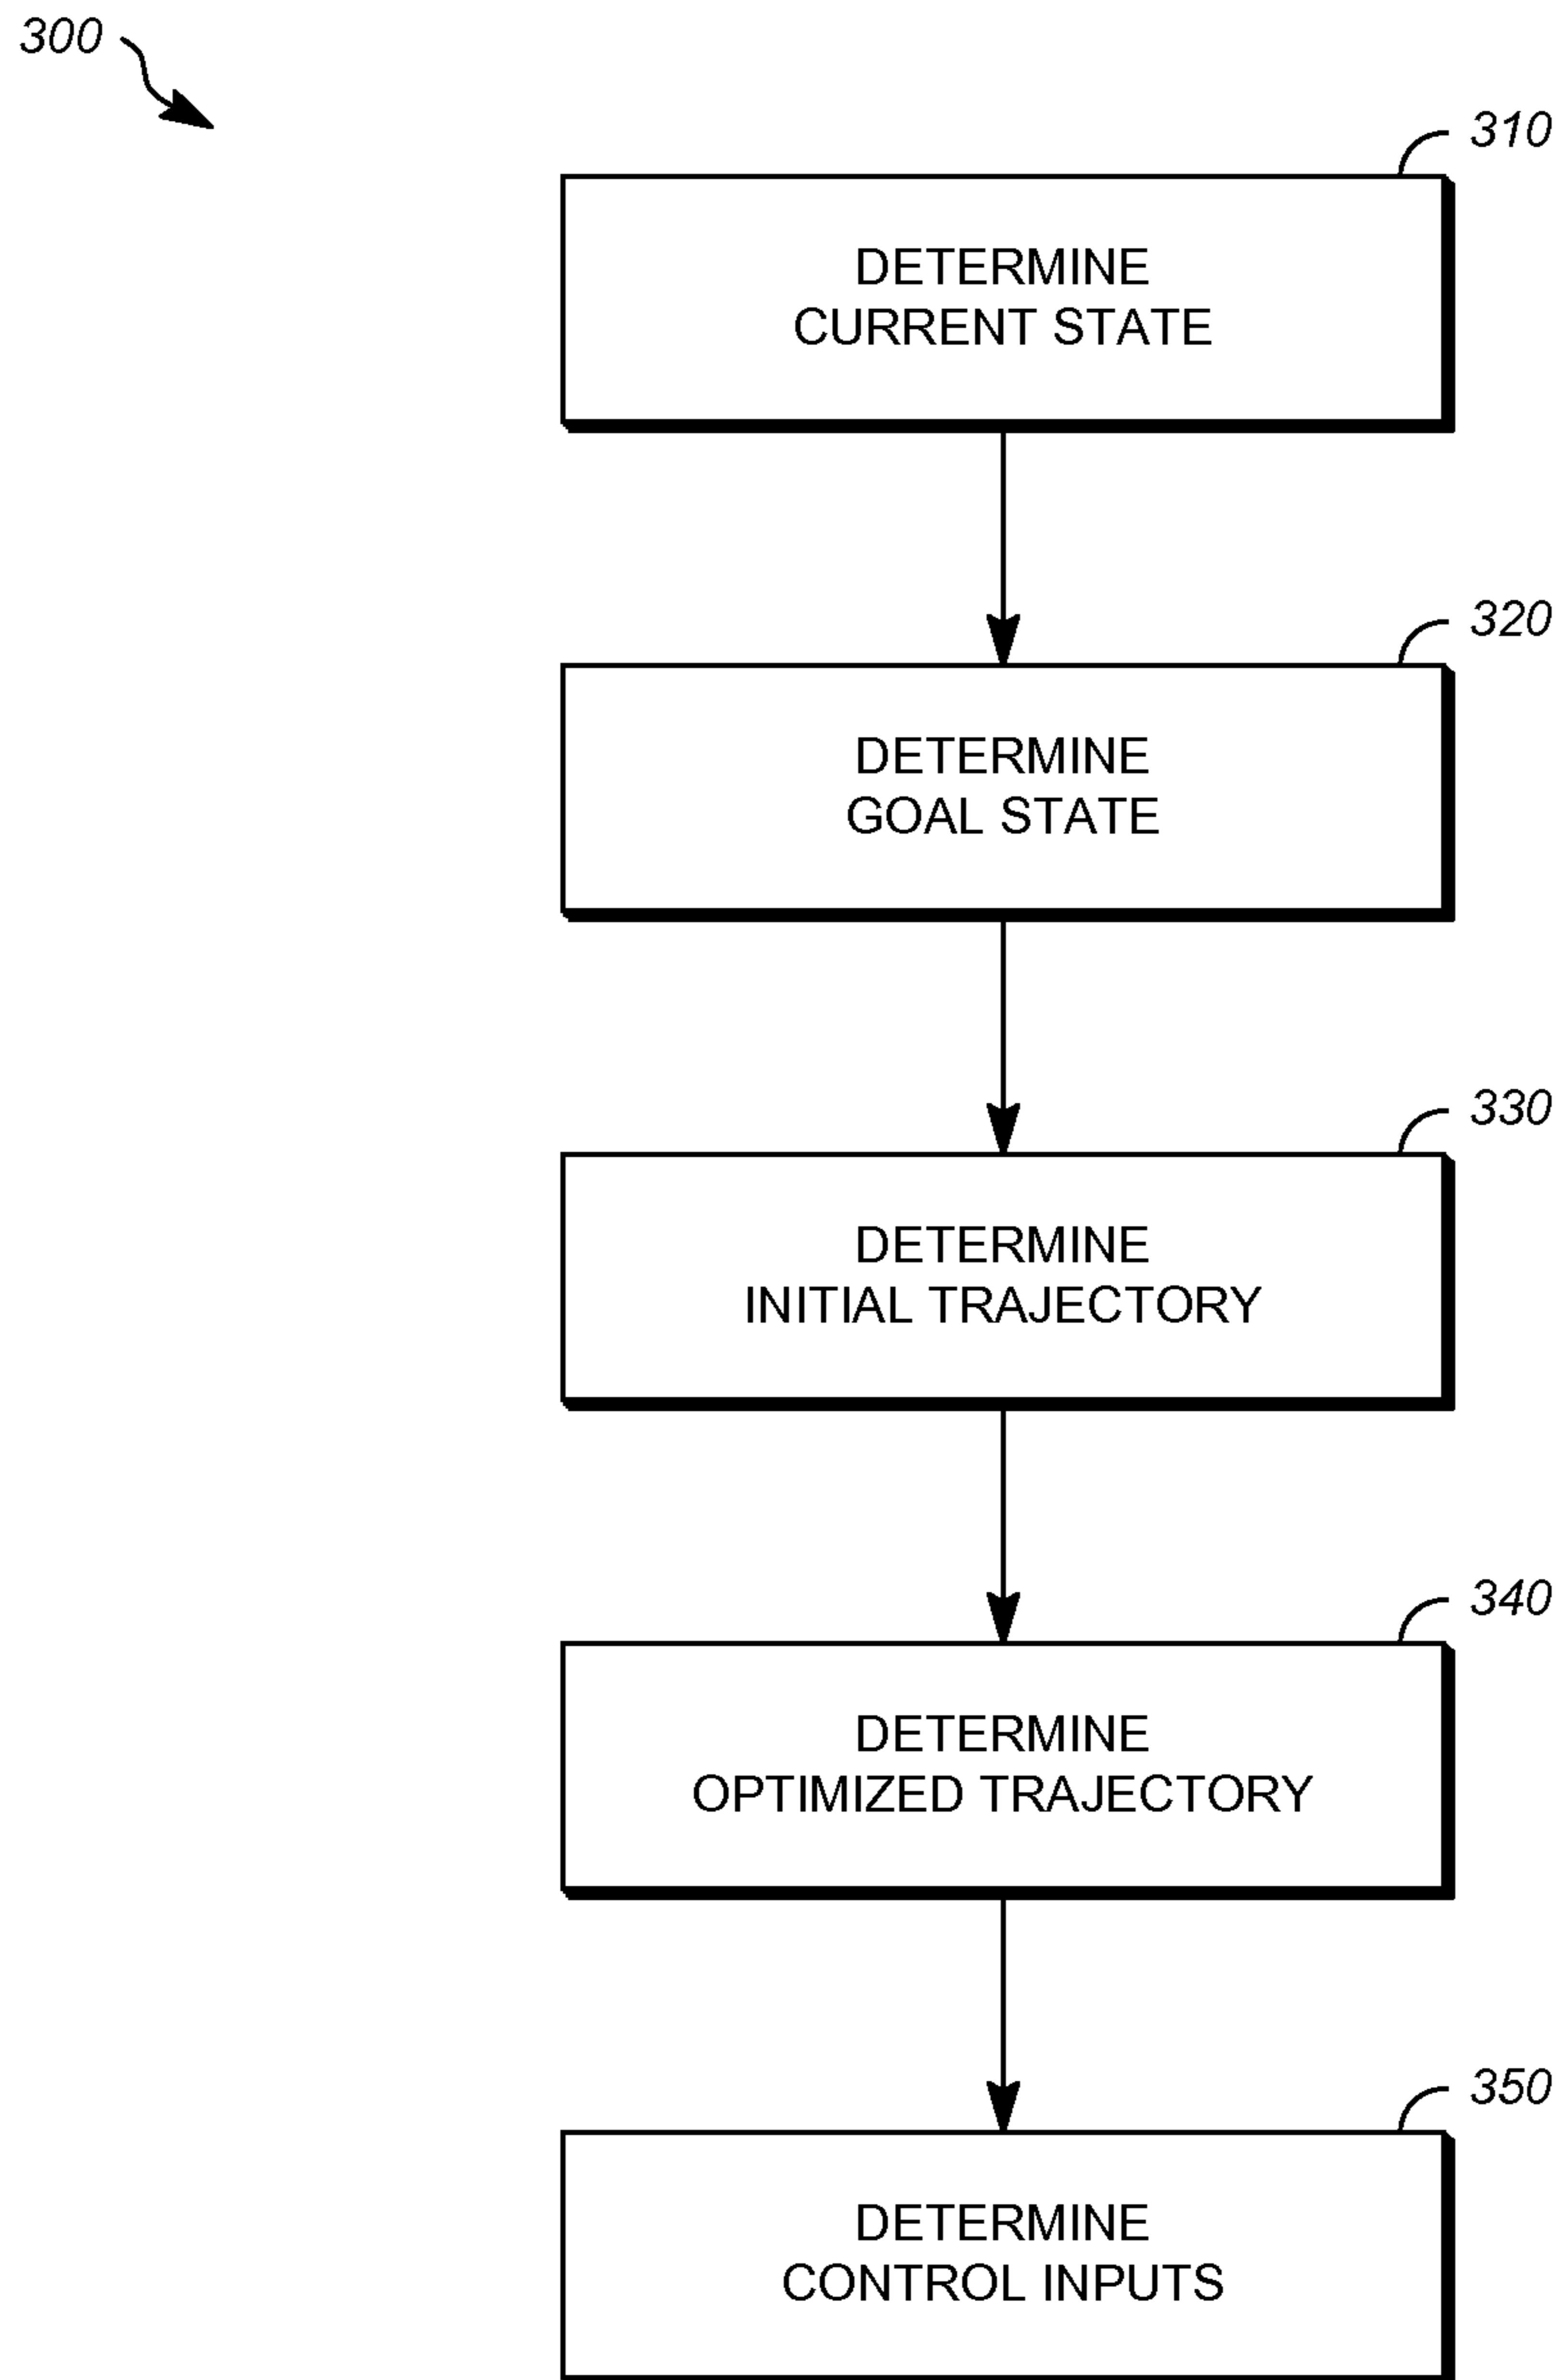 300
310
DETERMINE
CURRENT STATE
320
DETERMINE
GOAL STATE
330
DETERMINE
INITIAL TRAJECTORY
340
DETERMINE
OPTIMIZED TRAJECTORY
350
DETERMINE
CONTROL INPUTS